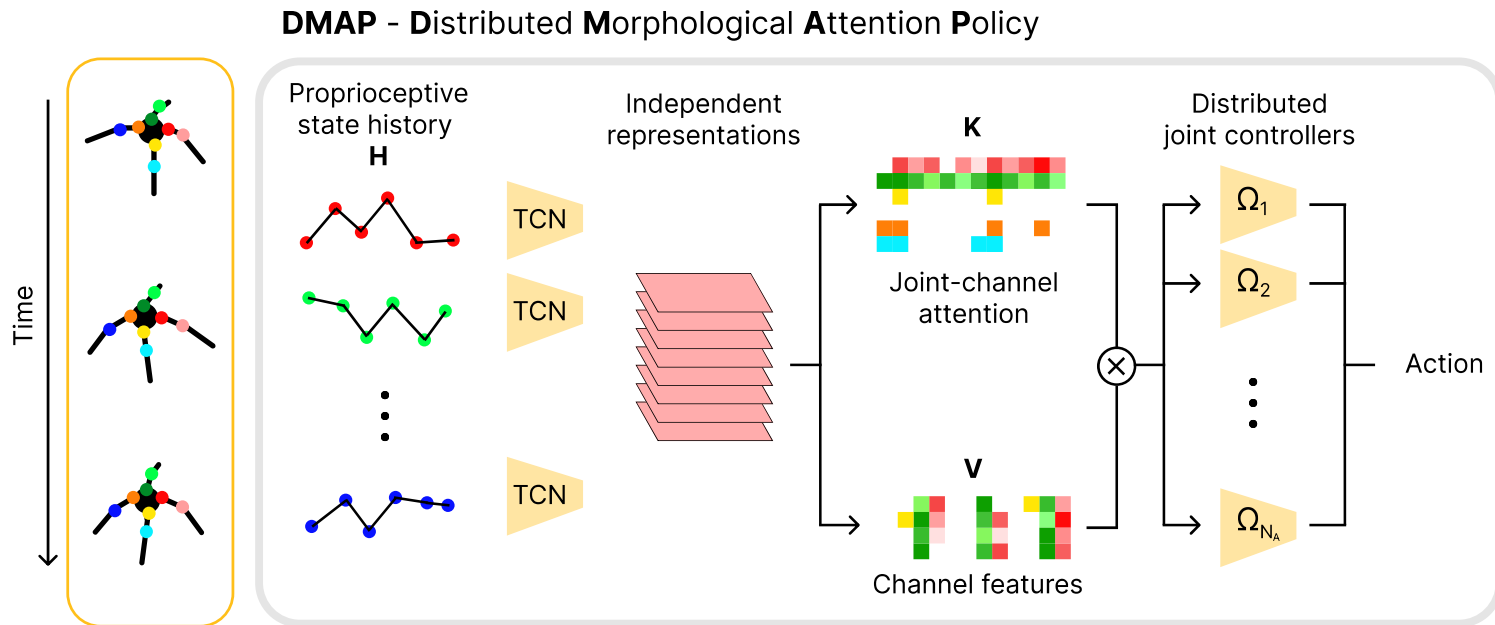 DMAP - Distributed Morphological Attention Policy
Time
Proprioceptive
state history
H
TCN
TCN
TCN
Independent
representations
K
Joint-channel
attention
V
Channel features
Distributed
joint controllers
Ω1
Ω2
ΩNA
Action